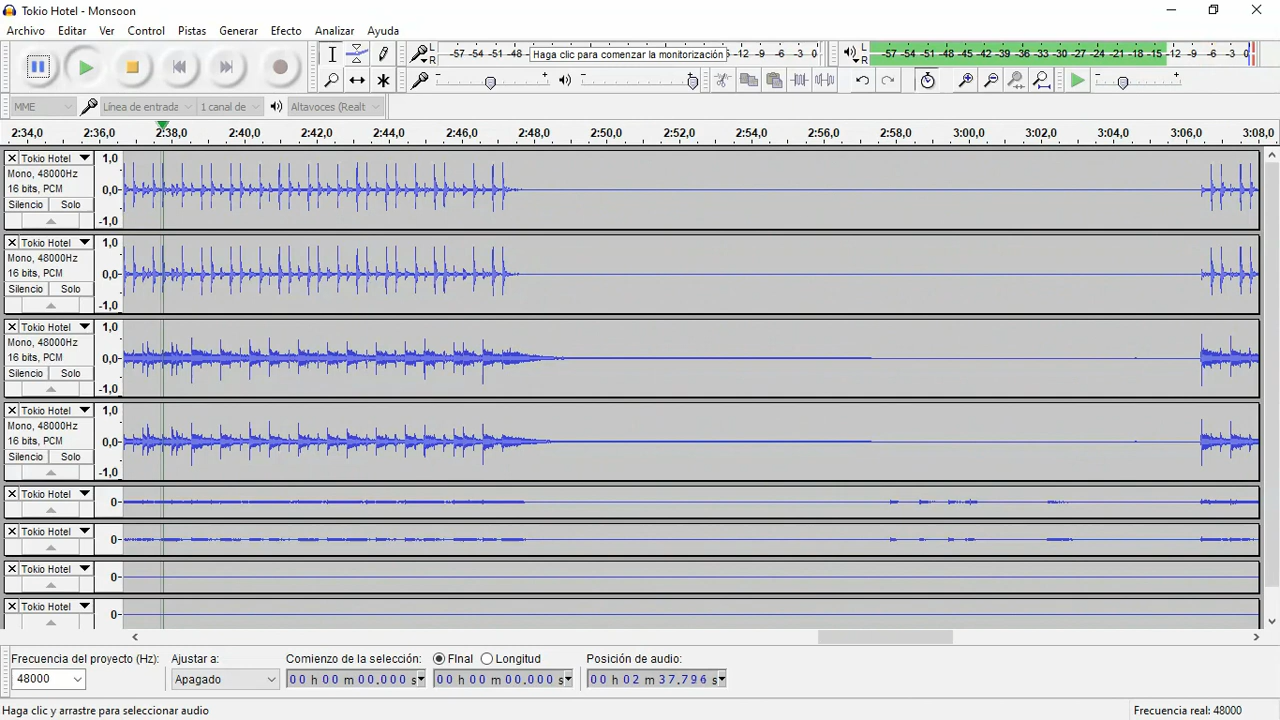 Tokio Hotel - Monsoon
Archivo Editar Ver Control Pistas Generar Efecto Analizar Ayuda
L R -57 -54 -51 -48 Haga clic para comenzar la monitorización -12 -9 -6 -3 0
L R -57 -54 -51 -48 -45 -42 -39 -36 -33 -30 -27 -24 -21 -18 -15 -12 -9 -6 -3 0
- + - + - +
MME Línea de entrada 1 canal de Altavoces (Realt
2:34,0 2:36,0 2:38,0 2:40,0 2:42,0 2:44,0 2:46,0 2:48,0 2:50,0 2:52,0 2:54,0 2:56,0 2:58,0 3:00,0 3:02,0 3:04,0 3:06,0 3:08,0
Tokio Hotel 1,0
Mono, 48000Hz
16 bits, PCM 0,0
Silencio Solo
-1,0
Tokio Hotel 1,0
Mono, 48000Hz
16 bits, PCM 0,0
Silencio Solo
-1,0
Tokio Hotel 1,0
Mono, 48000Hz
16 bits, PCM 0,0
Silencio Solo
-1,0
Tokio Hotel 1,0
Mono, 48000Hz
16 bits, PCM 0,0
Silencio Solo
-1,0
Tokio Hotel
0
Tokio Hotel
0
Tokio Hotel
0
Tokio Hotel
0
Frecuencia del proyecto (Hz): Ajustar a: Comienzo de la selección: FInal Longitud Posición de audio:
48000 Apagado 00 h 00 m 00.000 s 00 h 00 m 00.000 s 00 h 02 m 37.796 s
Haga clic y arrastre para seleccionar audio Frecuencia real: 48000